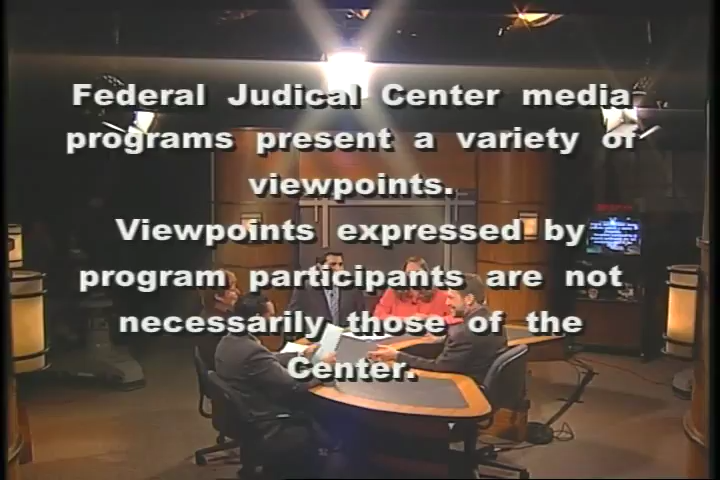 Federal Judical Center media
programs present a variety of
viewpoints.
Viewpoints expressed by
program participants are not
necessarily those of the
Center.